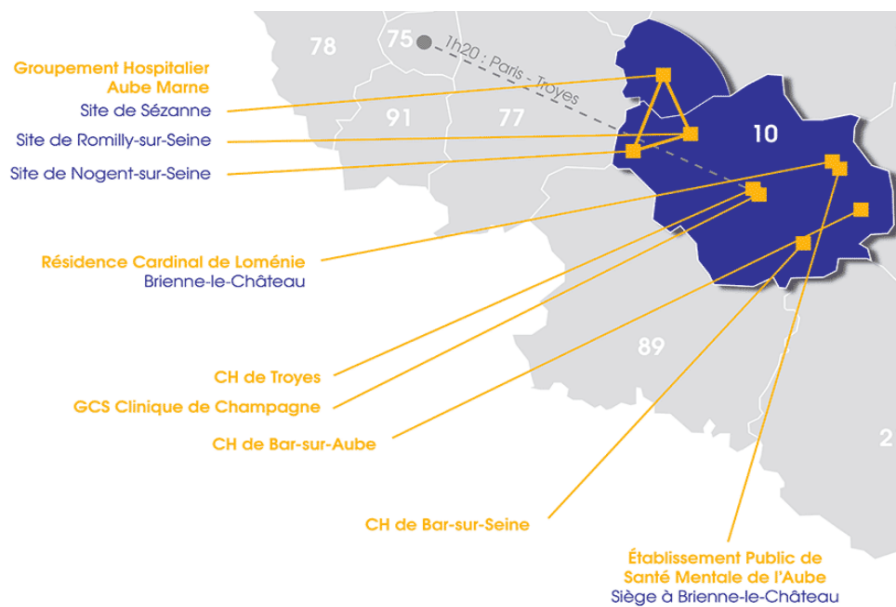 78
75
1h20 : Paris - Troyes
Groupement Hospitalier
Aube Marne
Site de Sézanne
91
77
10
Site de Romilly-sur-Seine
Site de Nogent-sur-Seine
Résidence Cardinal de Loménie
Brienne-le-Château
89
CH de Troyes
GCS Clinique de Champagne
CH de Bar-sur-Aube
2
CH de Bar-sur-Seine
Établissement Public de
Santé Mentale de l'Aube
Siège à Brienne-le-Château